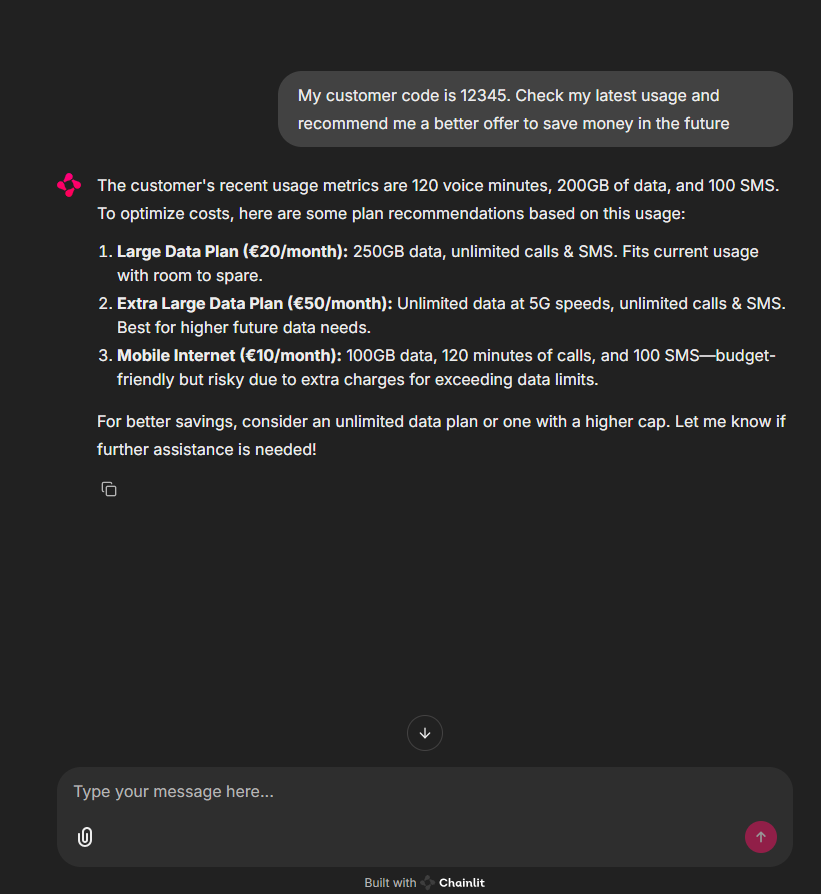 My customer code is 12345. Check my latest usage and
recommend me a better offer to save money in the future
The customer's recent usage metrics are 120 voice minutes, 200GB of data, and 100 SMS.
To optimize costs, here are some plan recommendations based on this usage:
1. Large Data Plan (€20/month): 250GB data, unlimited calls & SMS. Fits current usage
with room to spare.
2. Extra Large Data Plan (€50/month): Unlimited data at 5G speeds, unlimited calls & SMS.
Best for higher future data needs.
3. Mobile Internet (€10/month): 100GB data, 120 minutes of calls, and 100 SMS—budget-
friendly but risky due to extra charges for exceeding data limits.
For better savings, consider an unlimited data plan or one with a higher cap. Let me know if
further assistance is needed!
Type your message here...
Built with Chainlit